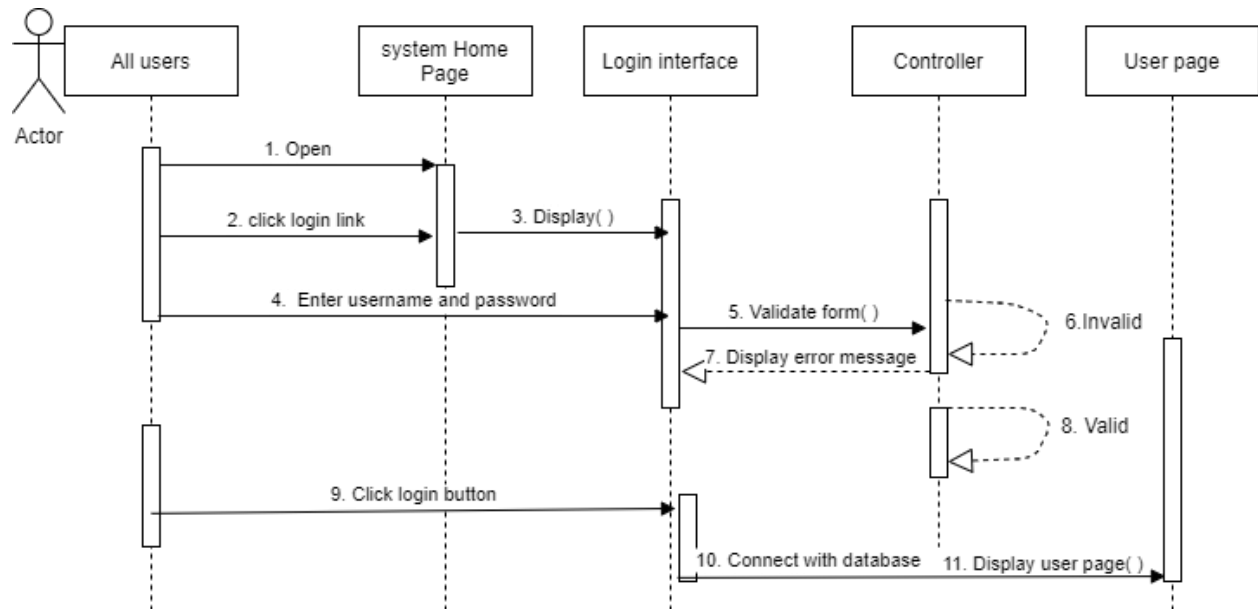 All users
system Home
Page
Login interface
Controller
User page
Actor
1. Open
2. click login link
3. Display( )
4. Enter username and password
5. Validate form( )
6.Invalid
7. Display error message
8. Valid
9. Click login button
10. Connect with database
11. Display user page( )